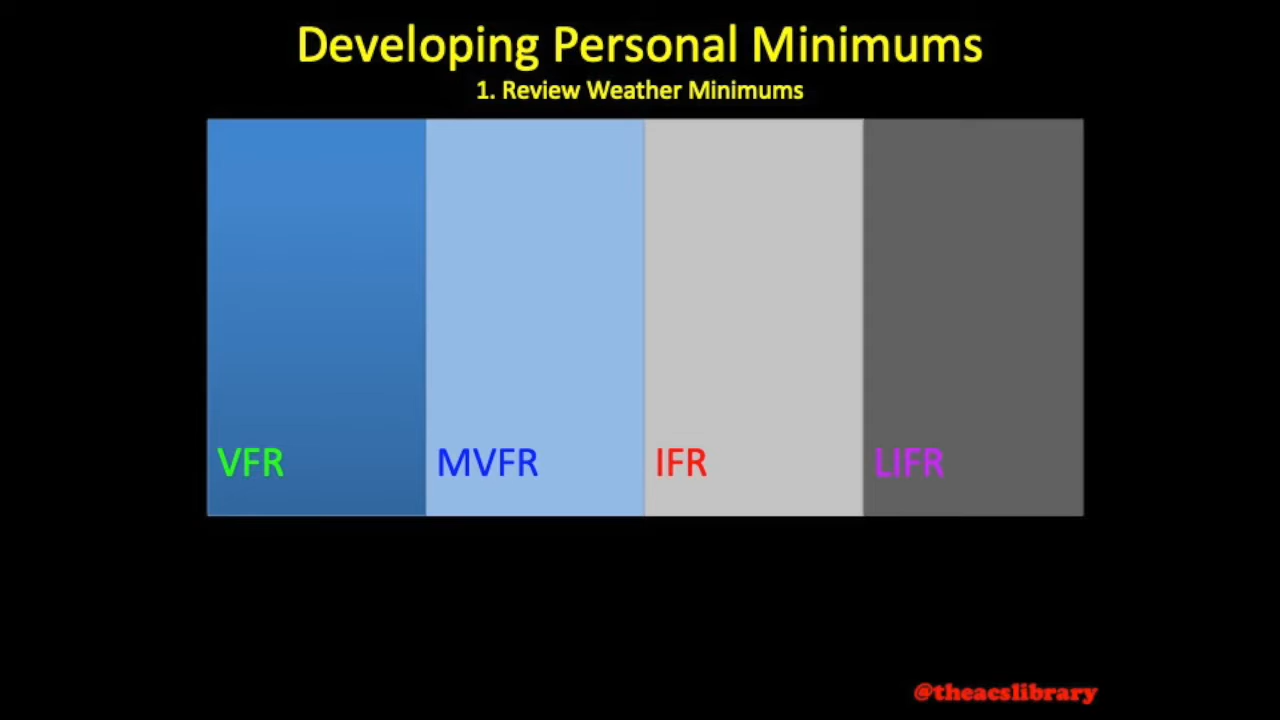 Developing Personal Minimums
1. Review Weather Minimums
VFR MVFR IFR LIFR
@theacslibrary